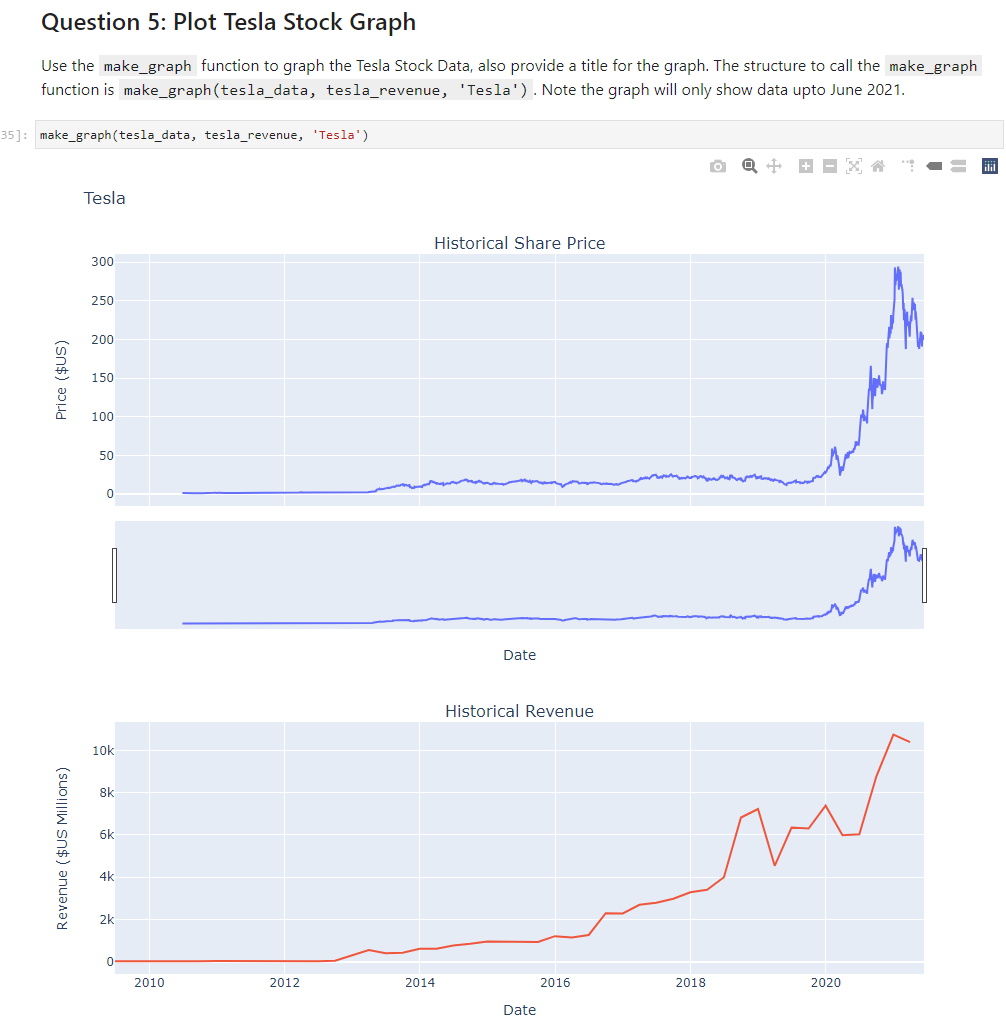 Question 5: Plot Tesla Stock Graph
Use the make_graph function to graph the Tesla Stock Data, also provide a title for the graph. The structure to call the make_graph
function is make_graph(tesla_data, tesla_revenue, 'Tesla'). Note the graph will only show data upto June 2021.
35]: make_graph(tesla_data, tesla_revenue, 'Tesla')
Tesla
Historical Share Price
300
250
200
150
100
50
0
Price ($US)
Date
Historical Revenue
10k
8k
6k
4k
2k
0
Revenue ($US Millions)
2010 2012 2014 2016 2018 2020
Date